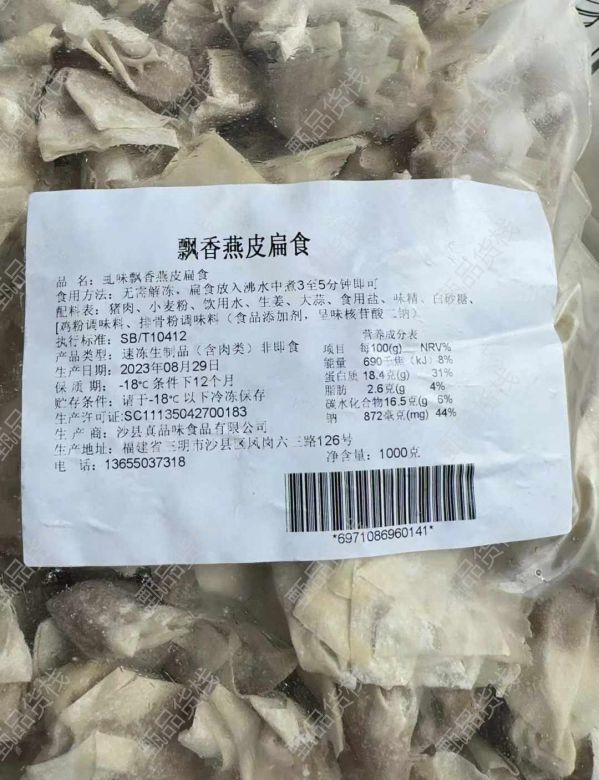 飘香燕皮扁食
品 名：玑味飘香燕皮扁食
食用方法：无需解冻，扁食放入沸水中煮3至5分钟即可
配料表：猪肉、小麦粉、饮用水、生姜、大蒜、食用盐、味精、白砂糖、
[鸡粉调味料、排骨粉调味料（食品添加剂，呈味核苷酸二钠）
执行标准：SB/T10412
产品类型：速冻生制品（含肉类）非即食
生产日期：2023年08月29日
保 质 期：-18℃条件下12个月
贮存条件：请于-18℃以下冷冻保存
生产许可证:SC11135042700183
生 产 商：沙县真品味食品有限公司
生产地址：福建省三明市沙县区凤岗六三路126号
电 话：13655037318
营养成分表
项目 每100(g) NRV%
能量 690千焦（kJ）8%
蛋白质 18.4克(g) 31%
脂肪 2.6克(g 4%
碳水化合物16.5克(g 6%
钠 872毫克(mg) 44%
净含量：1000克
*6971086960141*
甄品货栈